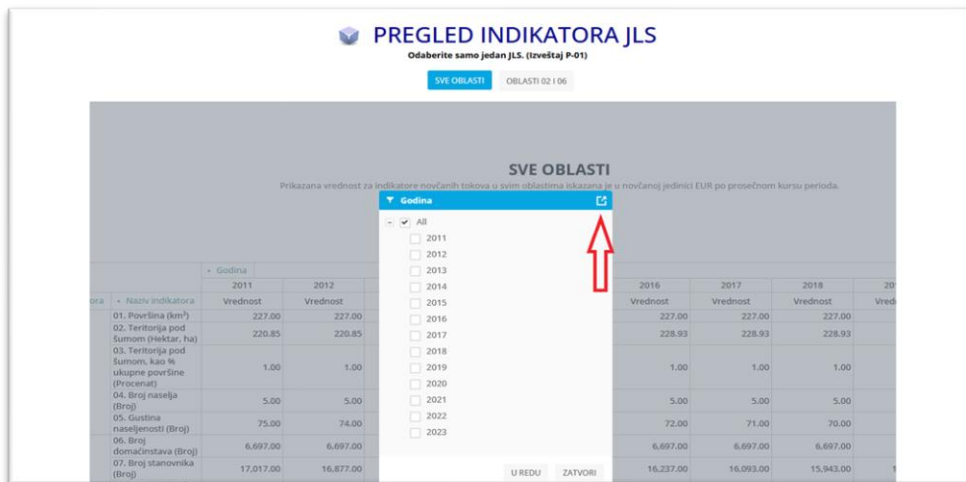 PREGLED INDIKATORA JLS
Odaberite samo jedan JLS. (Izveštaj P-01)
SVE OBLASTI OBLASTI 02 I 06
SVE OBLASTI
Prikazana vrednost za indikatore novčanih tokova u svim oblastima iskazana je u novčanoj jedinici EUR po prosečnom kursu perioda.
Godina
All
2011
2012
2013
2014
2015
2016
2017
2018
2019
2020
2021
2022
2023
U REDU ZATVORI
Godina
2011 2012 2016 2017 2018 20
ora Naziv indikatora Vrednost Vrednost Vrednost Vrednost Vrednost Vred
01. Površina (km²) 227.00 227.00 227.00 227.00 227.00
02. Teritorija pod
šumom (Hektar, ha) 220.85 220.85 228.93 228.93 228.93
03. Teritorija pod
šumom, kao %
ukupne površine
(Procenat) 1.00 1.00 1.00 1.00 1.00
04. Broj naselja
(Broj) 5.00 5.00 5.00 5.00 5.00
05. Gustina
naseljenosti (Broj) 75.00 74.00 72.00 71.00 70.00
06. Broj
domaćinstava (Broj) 6,697.00 6,697.00 6,697.00 6,697.00 6,697.00
07. Broj stanovnika
(Broj) 17,017.00 16,877.00 16,237.00 16,093.00 15,943.00 1